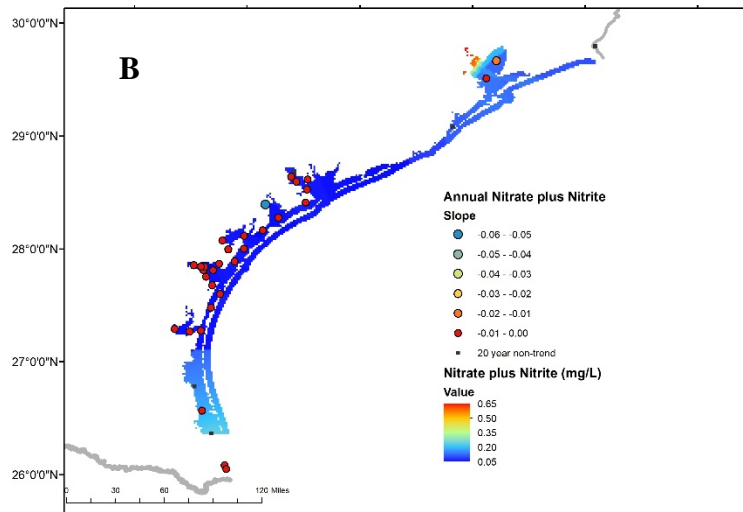 30°0'0"N
B
29°0'0"N
28°0'0"N
27°0'0"N
26°0'0"N
Annual Nitrate plus Nitrite
Slope
-0.06 - -0.05
-0.05 - -0.04
-0.04 - -0.03
-0.03 - -0.02
-0.02 - -0.01
-0.01 - 0.00
20 year non-trend
Nitrate plus Nitrite (mg/L)
Value
0.65
0.50
0.35
0.20
0.05
0 30 60 120 Miles